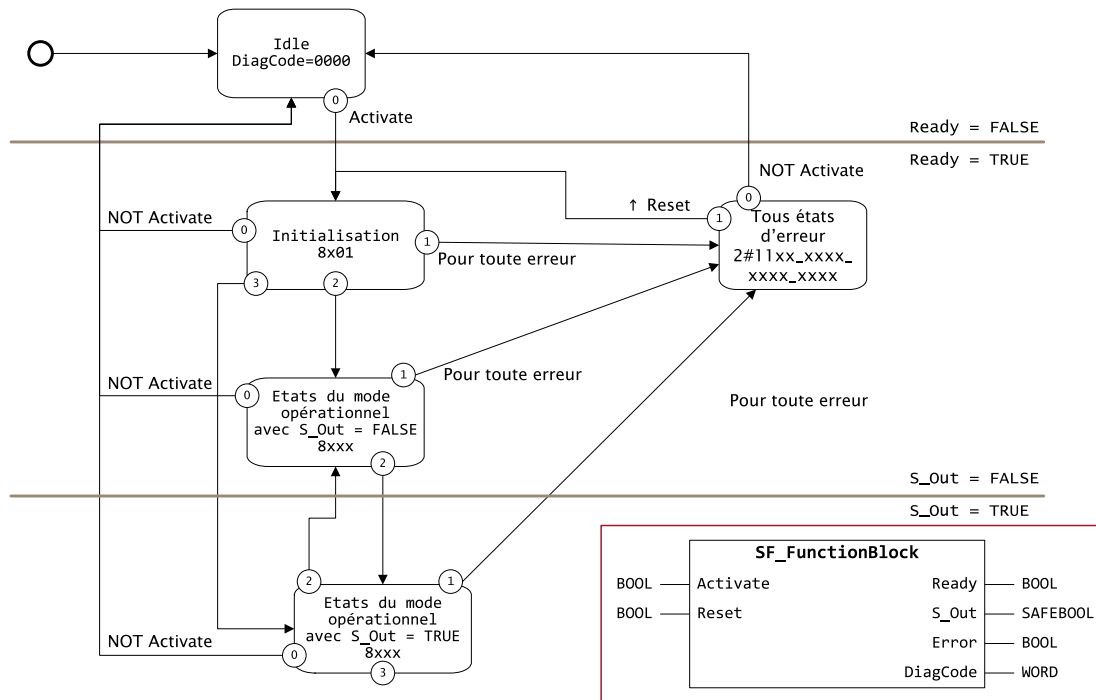 Idle
DiagCode=0000
0
Activate
Ready = FALSE
Ready = TRUE
NOT Activate
0
↑ Reset
1
Tous états
d'erreur
2#11xx_xxxx_
xxxx_xxxx
NOT Activate
0
Initialisation
8x01
1
Pour toute erreur
3
2
NOT Activate
0
1
Pour toute erreur
Etats du mode
opérationnel
avec S_Out = FALSE
8xxx
2
Pour toute erreur
S_Out = FALSE
S_Out = TRUE
2
1
Etats du mode
opérationnel
avec S_Out = TRUE
8xxx
NOT Activate
0
3
SF_FunctionBlock
BOOL Activate Ready BOOL
BOOL Reset S_Out SAFEBOOL
Error BOOL
DiagCode WORD